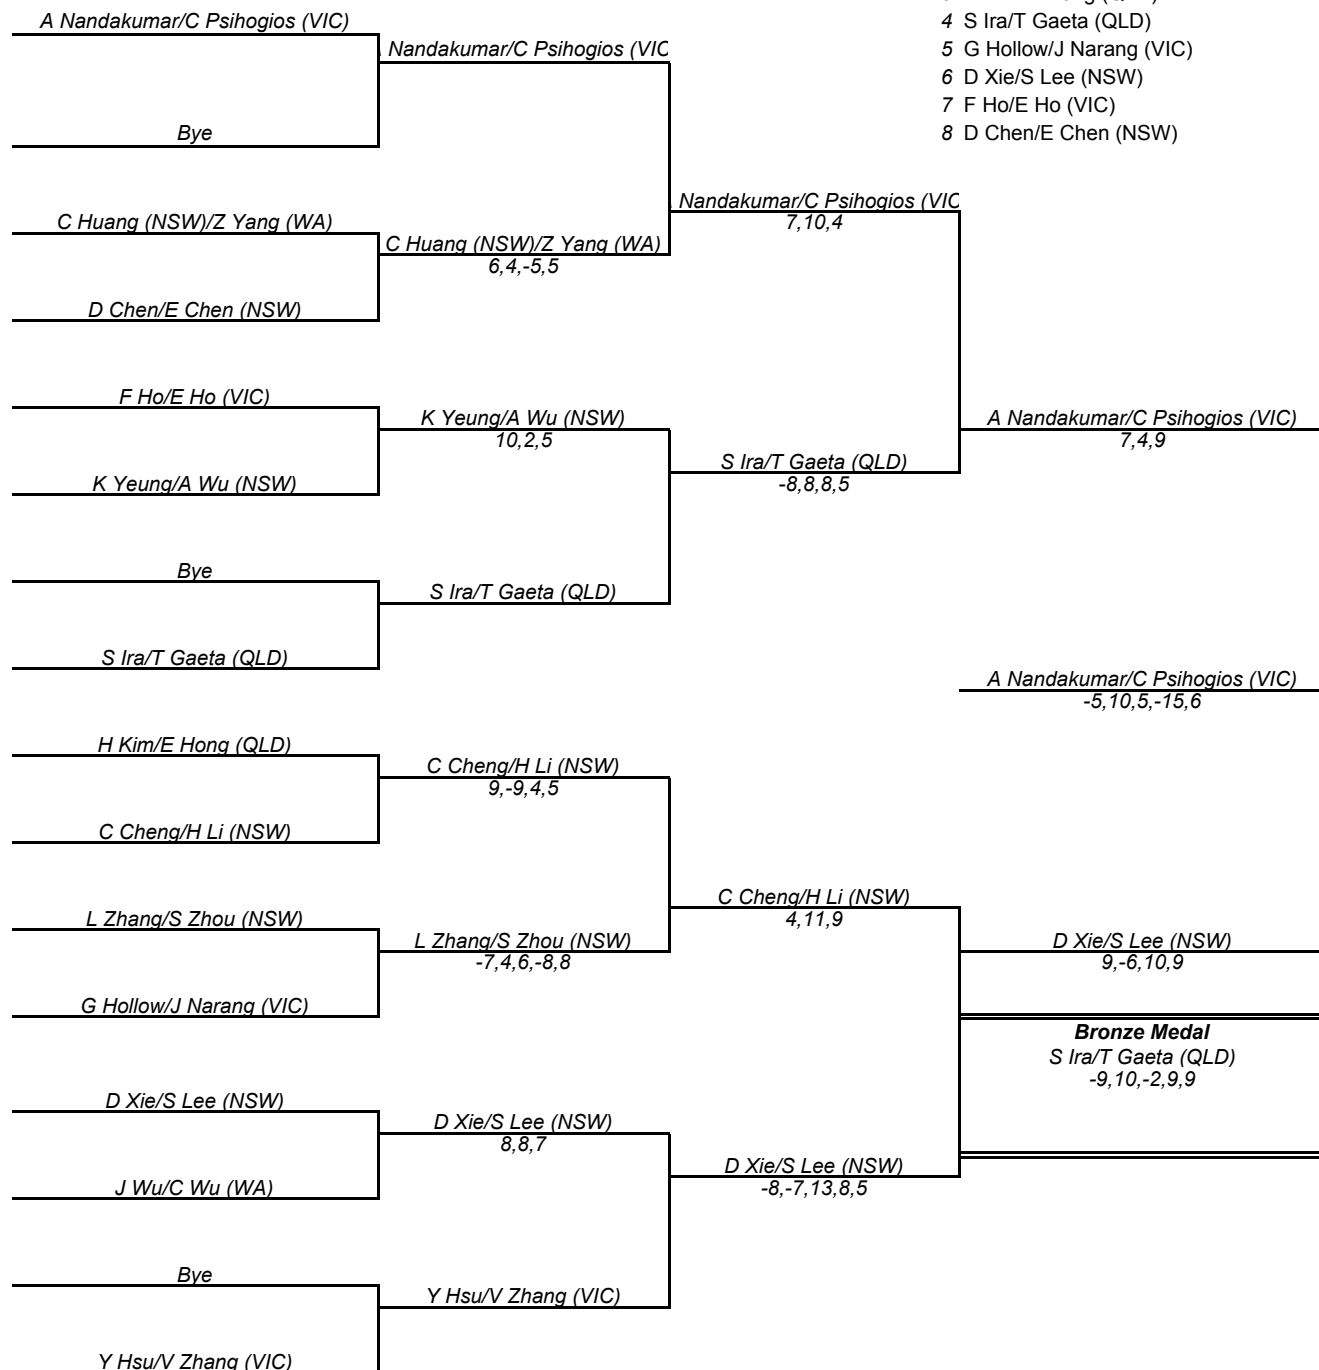 A Nandakumar/C Psihogios (VIC)
Bye
C Huang (NSW)/Z Yang (WA)
D Chen/E Chen (NSW)
F Ho/E Ho (VIC)
K Yeung/A Wu (NSW)
Bye
S Ira/T Gaeta (QLD)
H Kim/E Hong (QLD)
C Cheng/H Li (NSW)
L Zhang/S Zhou (NSW)
G Hollow/J Narang (VIC)
D Xie/S Lee (NSW)
J Wu/C Wu (WA)
Bye
Y Hsu/V Zhang (VIC)
Nandakumar/C Psihogios (VIC
C Huang (NSW)/Z Yang (WA)
6,4,-5,5
K Yeung/A Wu (NSW)
10,2,5
S Ira/T Gaeta (QLD)
C Cheng/H Li (NSW)
9,-9,4,5
L Zhang/S Zhou (NSW)
-7,4,6,-8,8
D Xie/S Lee (NSW)
8,8,7
Y Hsu/V Zhang (VIC)
Nandakumar/C Psihogios (VIC
7,10,4
S Ira/T Gaeta (QLD)
-8,8,8,5
C Cheng/H Li (NSW)
4,11,9
D Xie/S Lee (NSW)
-8,-7,13,8,5
4 S Ira/T Gaeta (QLD)
5 G Hollow/J Narang (VIC)
6 D Xie/S Lee (NSW)
7 F Ho/E Ho (VIC)
8 D Chen/E Chen (NSW)
A Nandakumar/C Psihogios (VIC)
7,4,9
A Nandakumar/C Psihogios (VIC)
-5,10,5,-15,6
D Xie/S Lee (NSW)
9,-6,10,9
Bronze Medal
S Ira/T Gaeta (QLD)
-9,10,-2,9,9